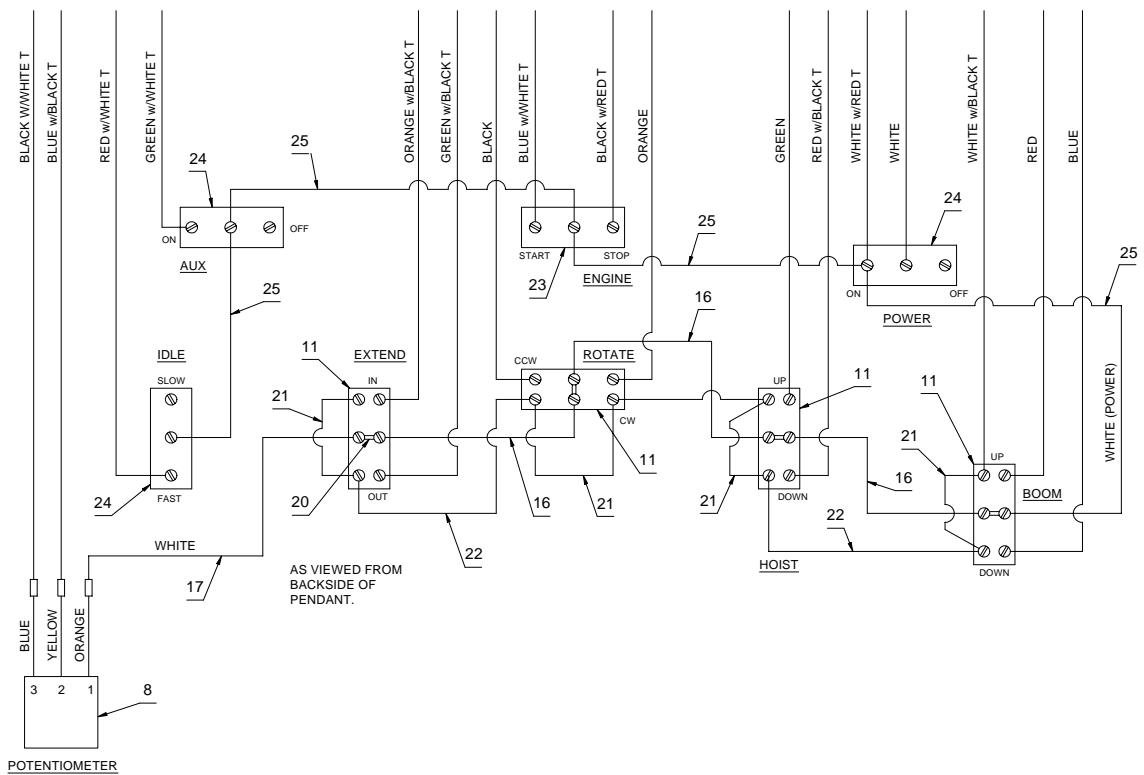 BLACK W/WHITE T
BLUE w/BLACK T
RED w/WHITE T
GREEN w/WHITE T
ORANGE w/BLACK T
GREEN w/BLACK T
BLACK
BLUE w/WHITE T
BLACK w/RED T
ORANGE
GREEN
RED w/BLACK T
WHITE w/RED T
WHITE
WHITE w/BLACK T
RED
BLUE
24
25
ON
OFF
AUX
START
STOP
23
ENGINE
25
24
ON
OFF
POWER
25
25
16
IDLE
SLOW
FAST
24
11
EXTEND
IN
21
OUT
20
22
CCW
ROTATE
CW
11
16
21
UP
11
21
DOWN
HOIST
16
22
11
21
UP
BOOM
DOWN
WHITE (POWER)
WHITE
17
AS VIEWED FROM
BACKSIDE OF
PENDANT.
BLUE
YELLOW
ORANGE
3 2 1
8
POTENTIOMETER